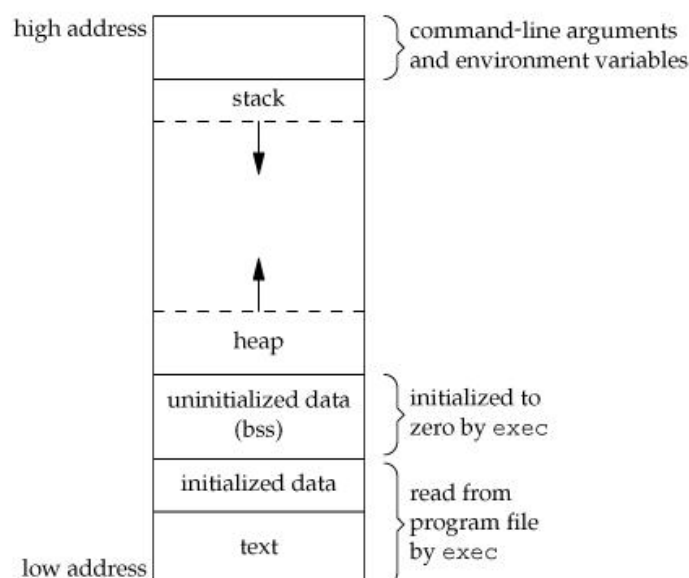 high address
command-line arguments
and environment variables
stack
heap
uninitialized data
(bss)
initialized to
zero by exec
initialized data
read from
program file
by exec
text
low address